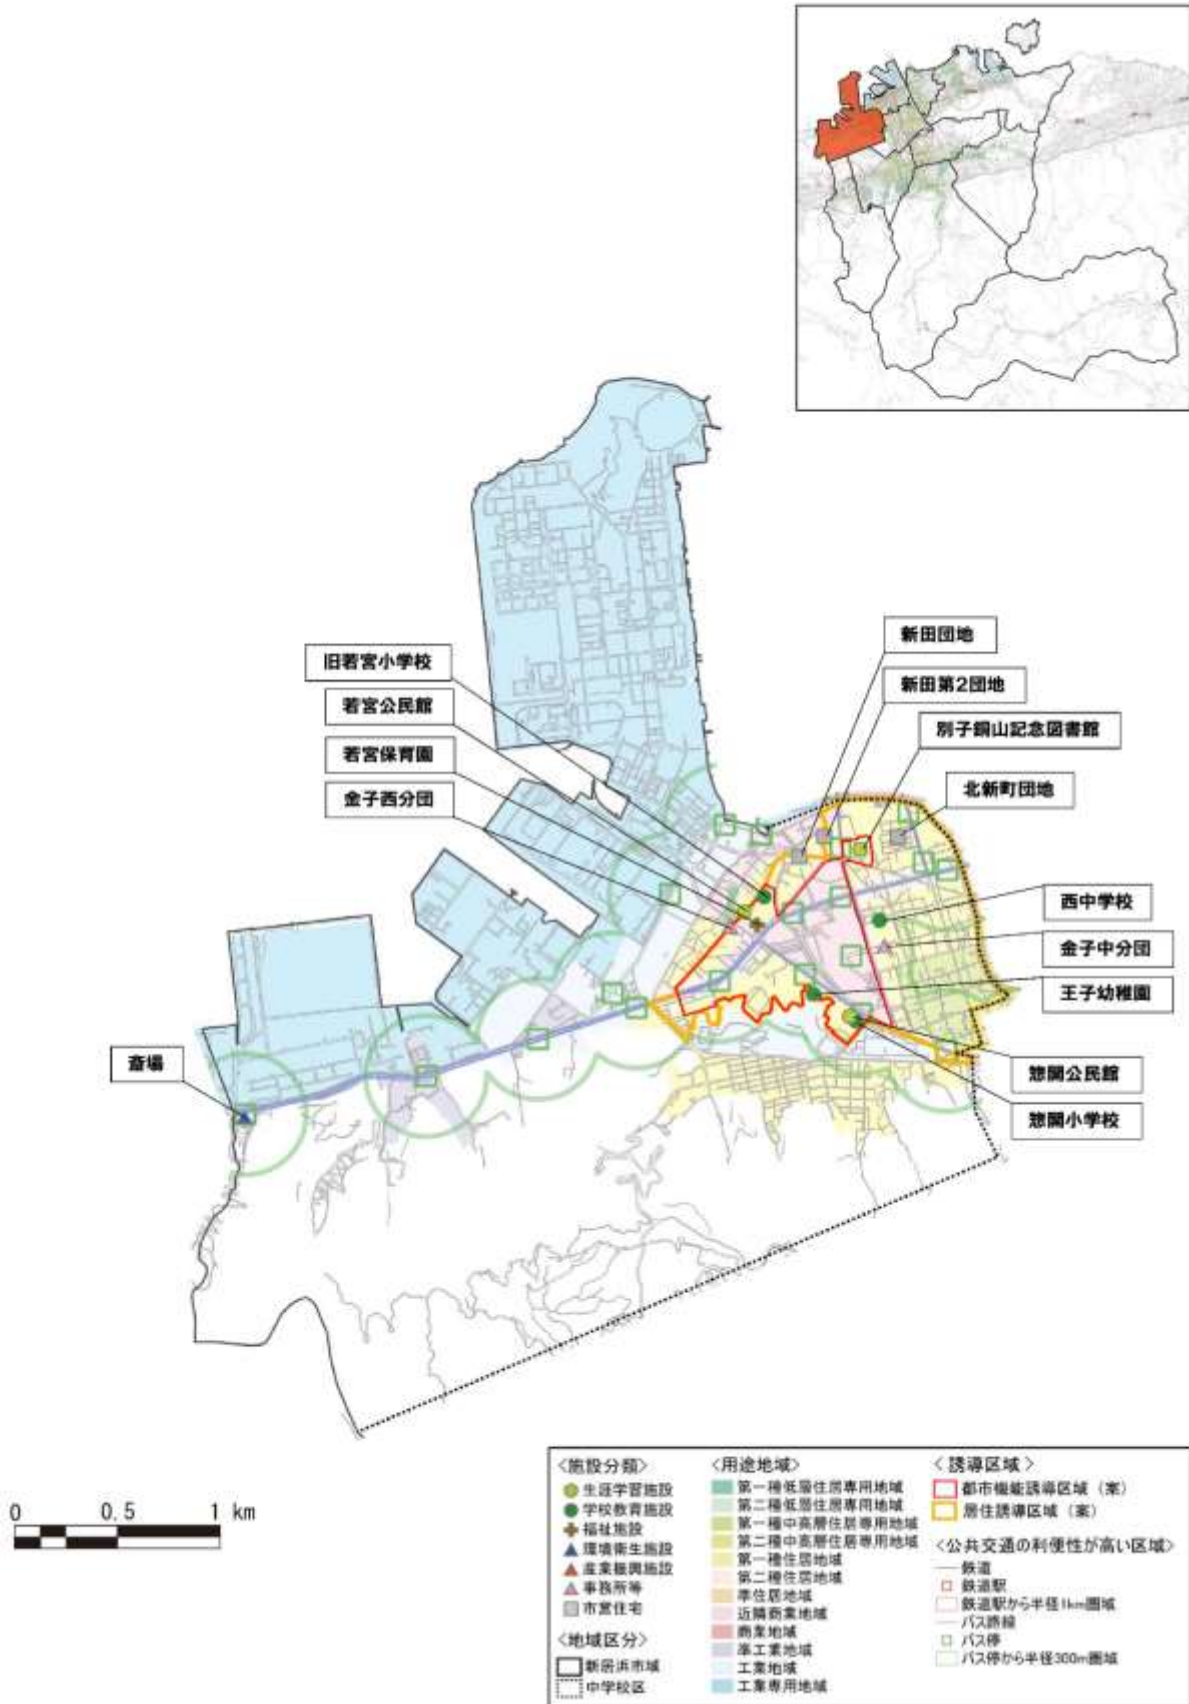 新田団地
旧若宮小学校
新田第2団地
若宮公民館
別子銅山記念図書館
若宮保育園
北新町団地
金子西分団
西中学校
金子中分団
王子幼稚園
斎場
惣開公民館
惣開小学校
0 0.5 1 km
<施設分類>
生涯学習施設
学校教育施設
福祉施設
環境衛生施設
産業振興施設
事務所等
市営住宅
<地域区分>
新居浜市域
中学校区
<用途地域>
第一種低層住居専用地域
第二種低層住居専用地域
第一種中高層住居専用地域
第二種中高層住居専用地域
第一種住居地域
第二種住居地域
準住居地域
近隣商業地域
商業地域
準工業地域
工業地域
工業専用地域
<誘導区域>
都市機能誘導区域（案）
居住誘導区域（案）
<公共交通の利便性が高い区域>
鉄道
鉄道駅
鉄道駅から半径1km圏域
バス路線
バス停
バス停から半径300m圏域